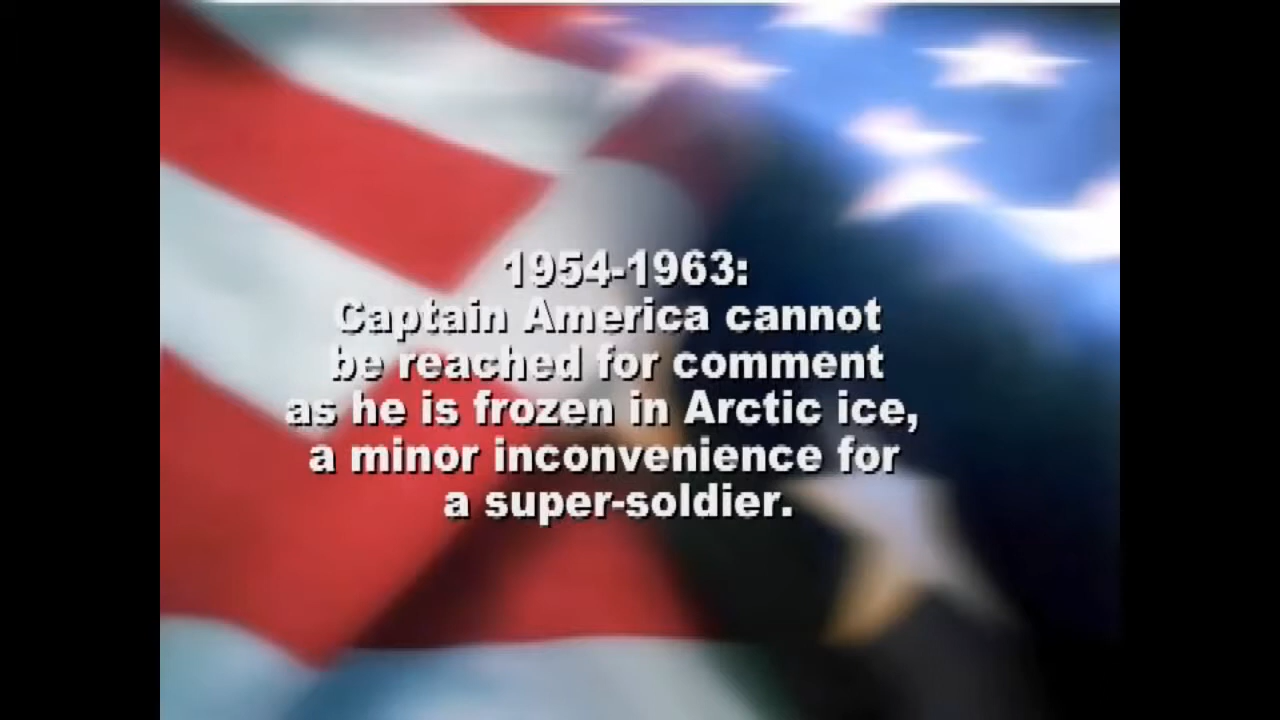 1954-1963:
Captain America cannot
be reached for comment
as he is frozen in Arctic ice,
a minor inconvenience for
a super-soldier.